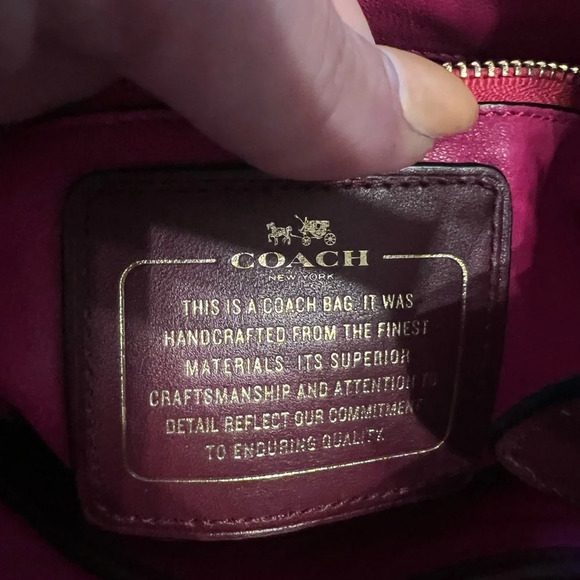 COACH
NEW YORK
THIS IS A COACH BAG. IT WAS
HANDCRAFTED FROM THE FINEST
MATERIALS. ITS SUPERIOR
CRAFTSMANSHIP AND ATTENTION TO
DETAIL REFLECT OUR COMMITMENT
TO ENDURING QUALITY.